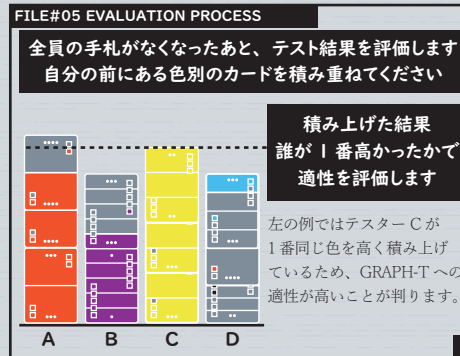 FILE#05 EVALUATION PROCESS
全員の手札がなくなったあと、テスト結果を評価します
自分の前にある色別のカードを積み重ねてください
積み上げた結果
誰が1番高かったかで
適性を評価します
左の例ではテスター C が
1番同じ色を高く積み上げ
ているため、GRAPH-T への
適性が高いことが判ります。
A B C D